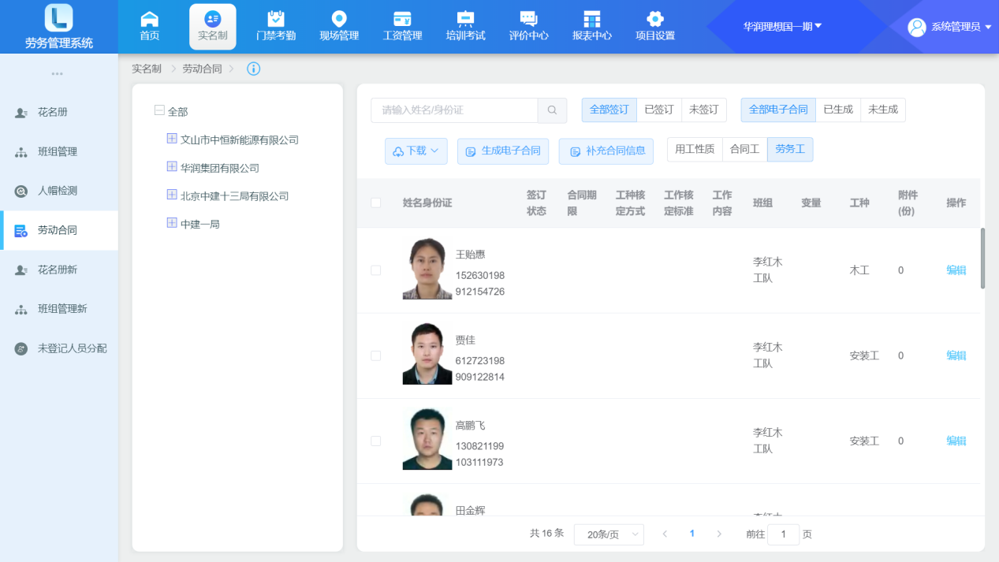 劳务管理系统
首页
实名制
门禁考勤
现场管理
工资管理
培训考试
评价中心
报表中心
项目设置
华润理想国一期
系统管理员
花名册
班组管理
人帽检测
劳动合同
花名册新
班组管理新
未登记人员分配
实名制
劳动合同
全部
文山市中恒新能源有限公司
华润集团有限公司
北京中建十三局有限公司
中建一局
请输入姓名/身份证
全部签订
已签订
未签订
全部电子合同
已生成
未生成
下载
生成电子合同
补充合同信息
用工性质
合同工
劳务工
姓名身份证
签订
状态
合同期
限
工种核
定方式
工作核
定标准
工作
内容
班组
变量
工种
附件
(份)
操作
王贻惠
152630198
912154726
李红木
工队
木工
0
编辑
贾佳
612723198
909122814
李红木
工队
安装工
0
编辑
高鹏飞
130821199
103111973
李红木
工队
安装工
0
编辑
田金辉
共 16 条
20条/页
1
前往
1
页